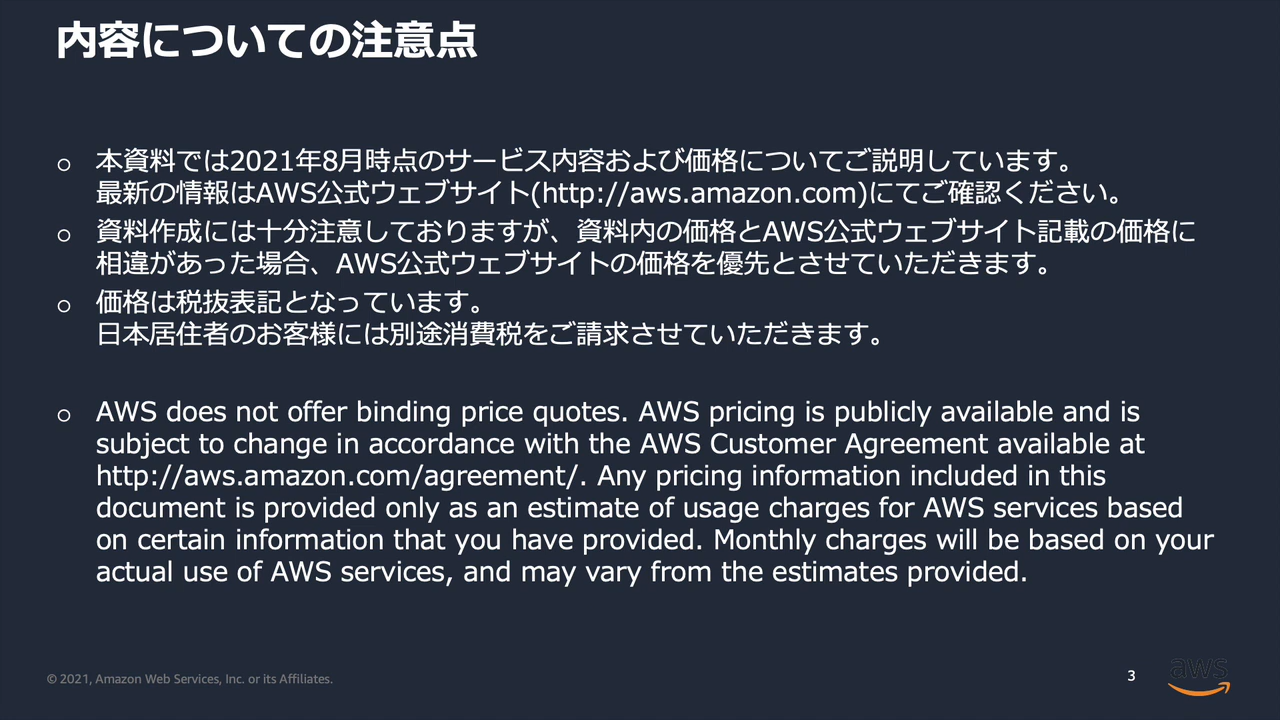 内容についての注意点
本資料では2021年8月時点のサービス内容および価格についてご説明しています。
最新の情報はAWS公式ウェブサイト(http://aws.amazon.com)にてご確認ください。
資料作成には十分注意しておりますが、資料内の価格とAWS公式ウェブサイト記載の価格に
相違があった場合、AWS公式ウェブサイトの価格を優先とさせていただきます。
価格は税抜表記となっています。
日本居住者のお客様には別途消費税をご請求させていただきます。
AWS does not offer binding price quotes. AWS pricing is publicly available and is
subject to change in accordance with the AWS Customer Agreement available at
http://aws.amazon.com/agreement/. Any pricing information included in this
document is provided only as an estimate of usage charges for AWS services based
on certain information that you have provided. Monthly charges will be based on your
actual use of AWS services, and may vary from the estimates provided.
© 2021, Amazon Web Services, Inc. or its Affiliates.
3
aws